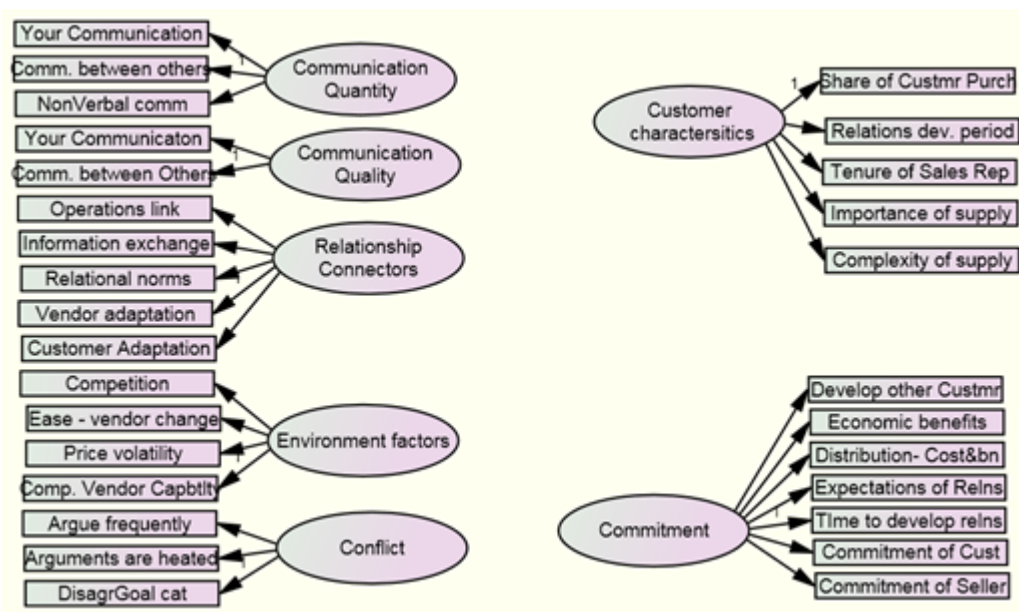 Your Communication
Comm. between others
NonVerbal comm
1
Communication
Quantity
Your Communicaton
Comm. between Others
1
Communication
Quality
Operations link
Information exchange
Relational norms
Vendor adaptation
Customer Adaptation
1
Relationship
Connectors
Competition
Ease - vendor change
Price volatility
Comp. Vendor Capbtlty
1
Environment factors
Argue frequently
Arguments are heated
DisagrGoal cat
1
Conflict
Customer
charactersitics
1
Share of Custmr Purch
Relations dev. period
Tenure of Sales Rep
Importance of supply
Complexity of supply
Commitment
1
Develop other Custmr
Economic benefits
Distribution- Cost&bn
Expectations of Relns
TIme to develop relns
Commitment of Cust
Commitment of Seller